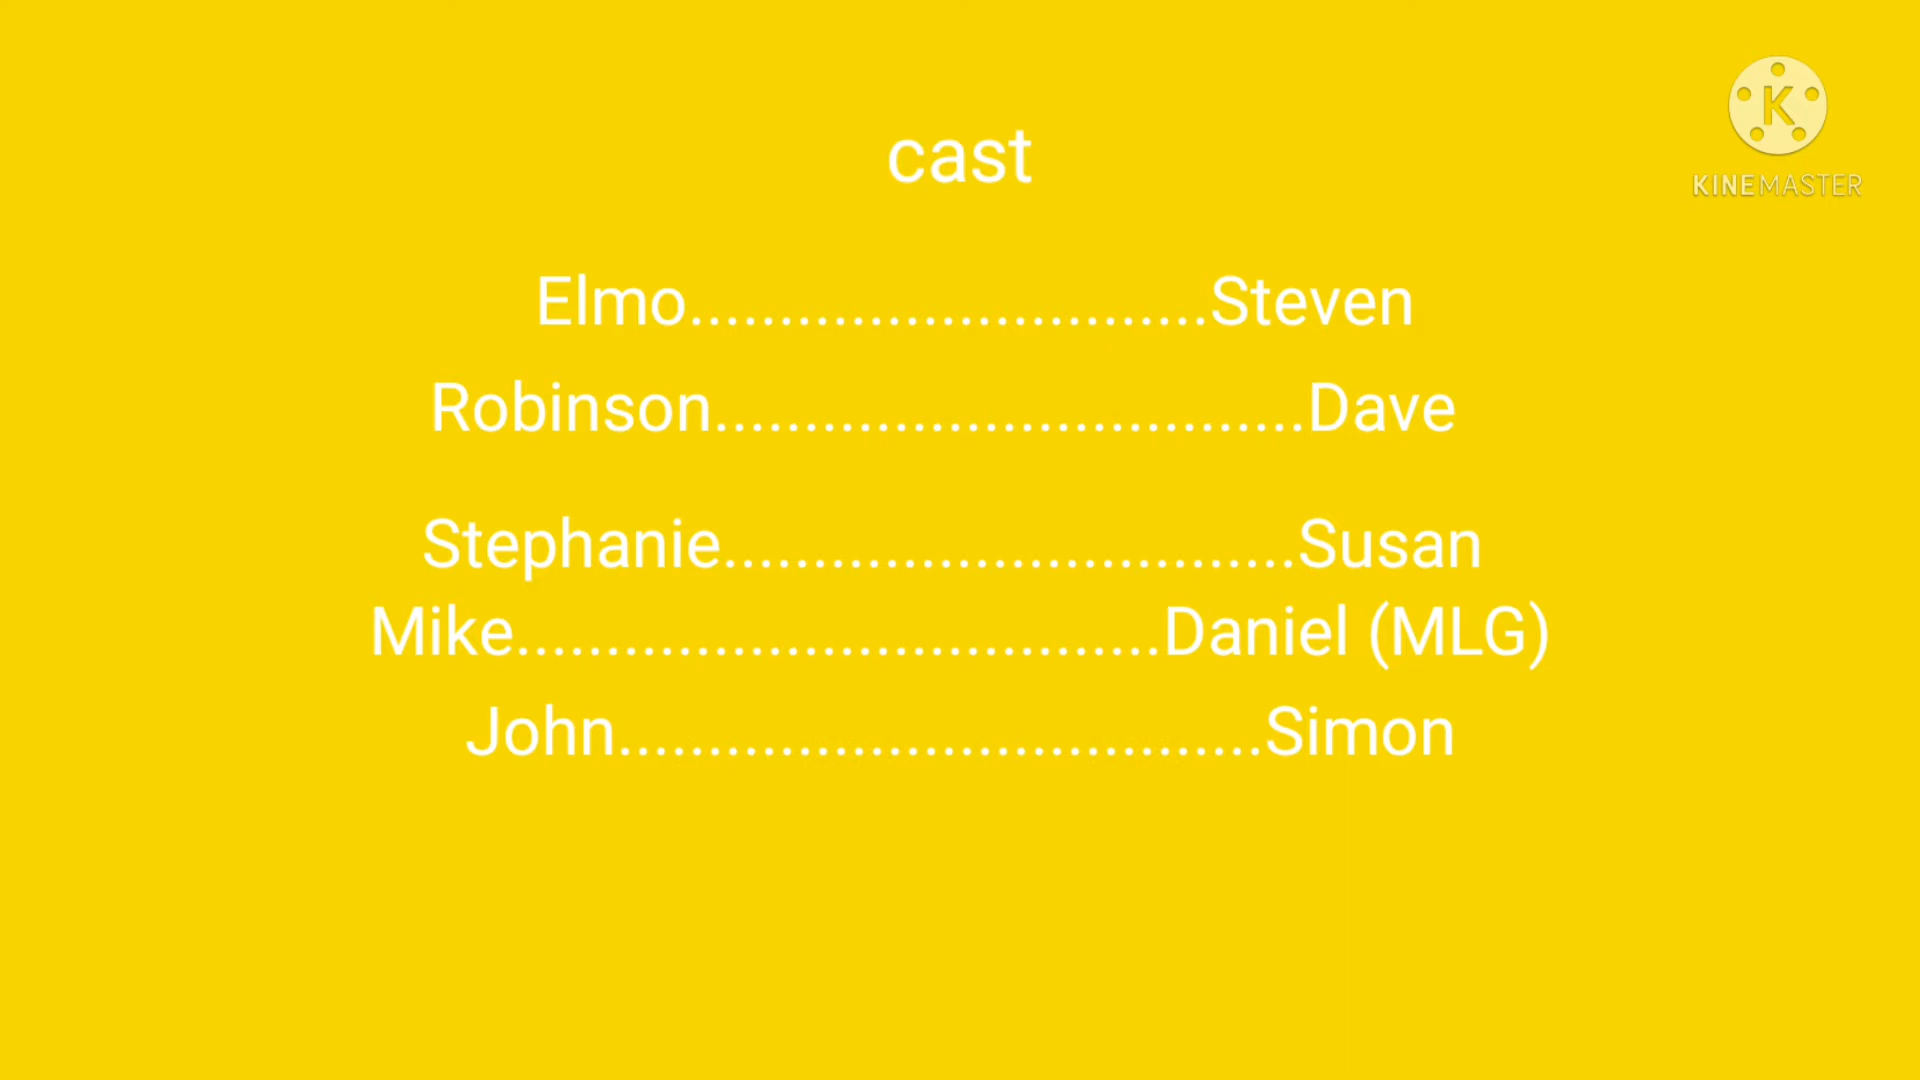 cast
KINEMASTER
Elmo.............................Steven
Robinson.................................Dave
Stephanie................................Susan
Mike....................................Daniel (MLG)
John....................................Simon